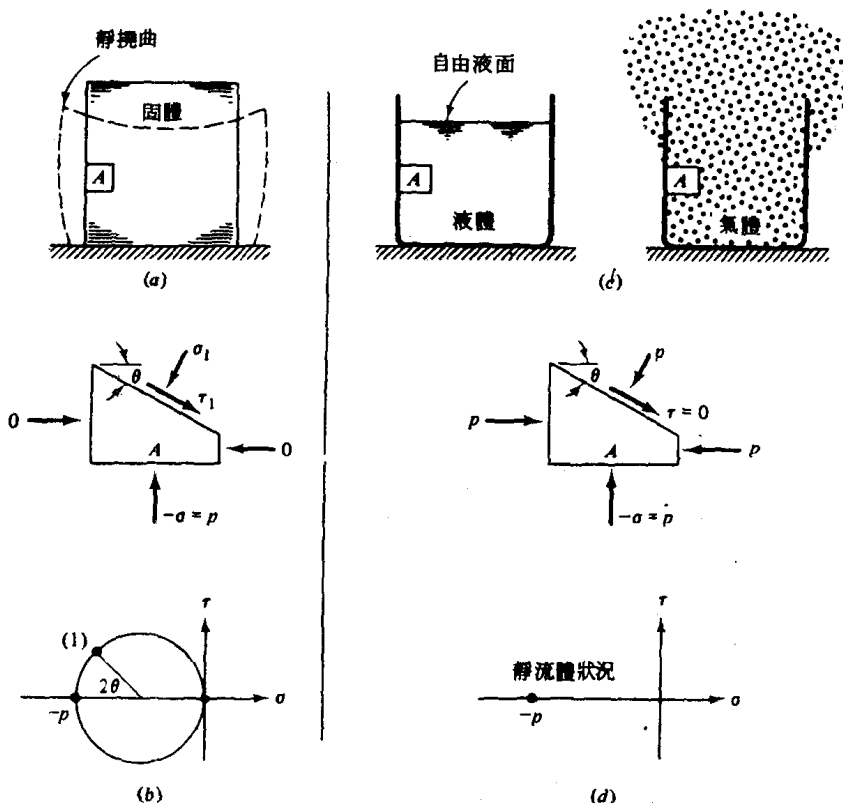 靜撓曲
固體
A
(a)
自由液面
A
液體
A
氣體
(c)
θ
σ₁
τ₁
0
0
A
−σ = p
θ
p
τ = 0
p
p
A
−σ = p
τ
(1)
2θ
−p
σ
(b)
τ
靜流體狀況
−p
σ
(d)